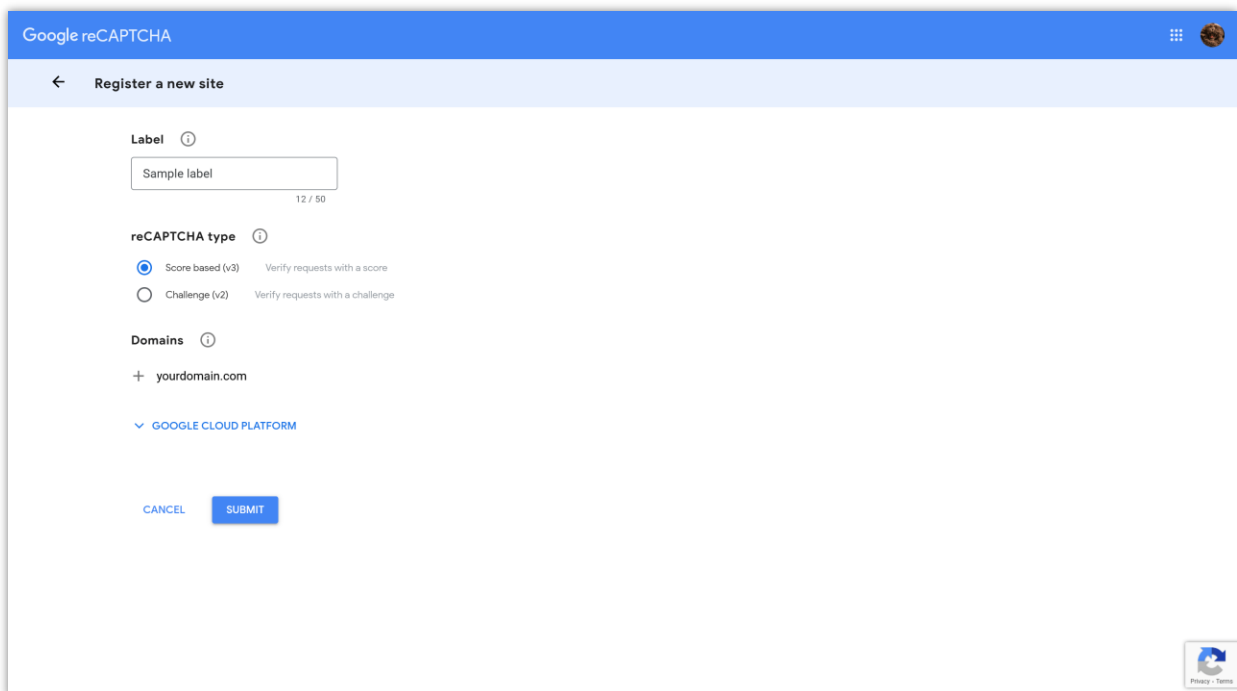 Google reCAPTCHA
Register a new site
Label
Sample label
12 / 50
reCAPTCHA type
Score based (v3) Verify requests with a score
Challenge (v2) Verify requests with a challenge
Domains
yourdomain.com
GOOGLE CLOUD PLATFORM
CANCEL SUBMIT
Privacy - Terms